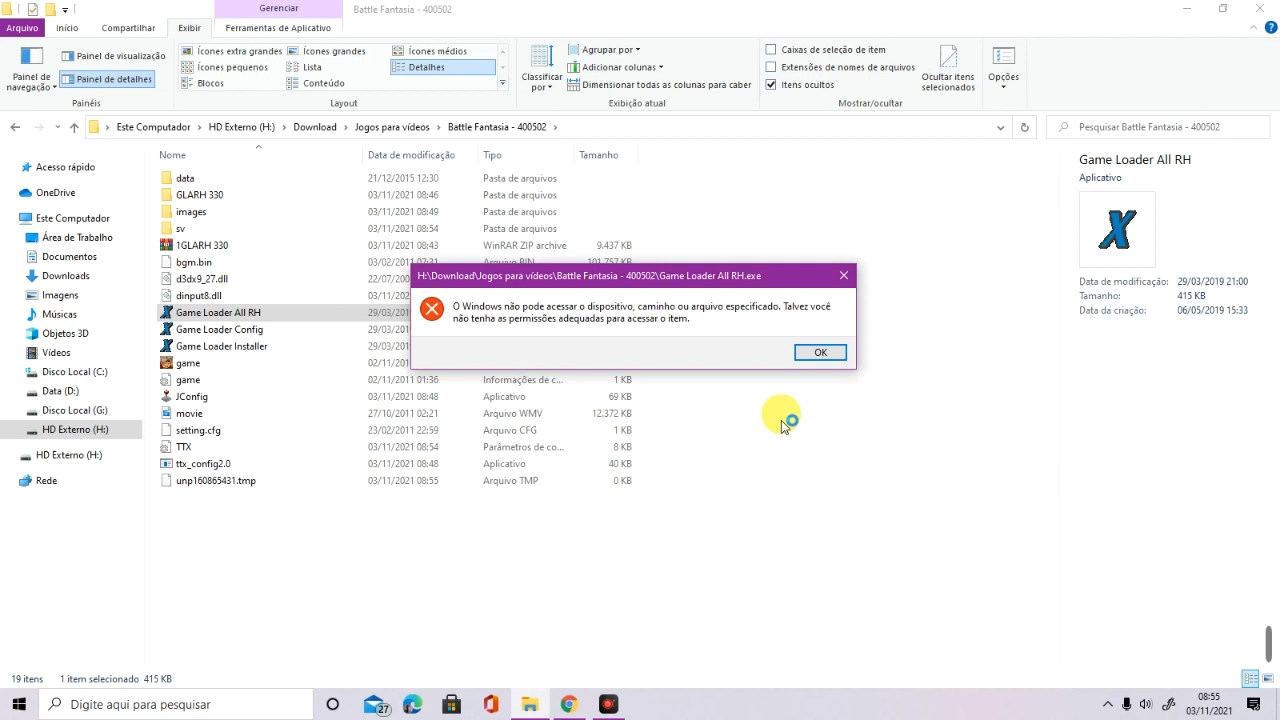 Gerenciar
Battle Fantasia - 400502
Arquivo
Início
Compartilhar
Exibir
Ferramentas de Aplicativo
Painel de navegação
Painel de visualização
Painel de detalhes
Painéis
Ícones extra grandes
Ícones grandes
Ícones médios
Ícones pequenos
Lista
Detalhes
Blocos
Conteúdo
Layout
Classificar por
Agrupar por
Adicionar colunas
Dimensionar todas as colunas para caber
Exibição atual
Caixas de seleção de item
Extensões de nomes de arquivos
Itens ocultos
Ocultar itens selecionados
Mostrar/ocultar
Opções
Este Computador > HD Externo (H:) > Download > Jogos para vídeos > Battle Fantasia - 400502 >
Pesquisar Battle Fantasia - 400502
Acesso rápido
OneDrive
Este Computador
Área de Trabalho
Documentos
Downloads
Imagens
Músicas
Objetos 3D
Vídeos
Disco Local (C:)
Data (D:)
Disco Local (G:)
HD Externo (H:)
HD Externo (H:)
Rede
Nome Data de modificação Tipo Tamanho
data 21/12/2015 12:30 Pasta de arquivos
GLARH 330 03/11/2021 08:46 Pasta de arquivos
images 03/11/2021 08:49 Pasta de arquivos
sv 03/11/2021 08:54 Pasta de arquivos
1GLARH 330 03/11/2021 08:43 WinRAR ZIP archive 9.437 KB
bgm.bin 03/02/2011 07:31 Arquivo BIN 101.757 KB
d3dx9_27.dll 22/07/200
dinput8.dll 03/11/202
Game Loader All RH 29/03/201
Game Loader Config 29/03/201
Game Loader Installer 29/03/201
game 02/11/201
game 02/11/2011 01:36 Informações de c... 1 KB
JConfig 03/11/2021 08:48 Aplicativo 69 KB
movie 27/10/2011 02:21 Arquivo WMV 12.372 KB
setting.cfg 23/02/2011 22:59 Arquivo CFG 1 KB
TTX 03/11/2021 08:54 Parâmetros de co... 8 KB
ttx_config2.0 03/11/2021 08:48 Aplicativo 40 KB
unp160865431.tmp 03/11/2021 08:55 Arquivo TMP 0 KB
H:\Download\Jogos para vídeos\Battle Fantasia - 400502\Game Loader All RH.exe
O Windows não pode acessar o dispositivo, caminho ou arquivo especificado. Talvez você
não tenha as permissões adequadas para acessar o item.
OK
Game Loader All RH
Aplicativo
X
Data de modificação: 29/03/2019 21:00
Tamanho: 415 KB
Data da criação: 06/05/2019 15:33
19 itens 1 item selecionado 415 KB
Digite aqui para pesquisar
27
08:55
03/11/2021